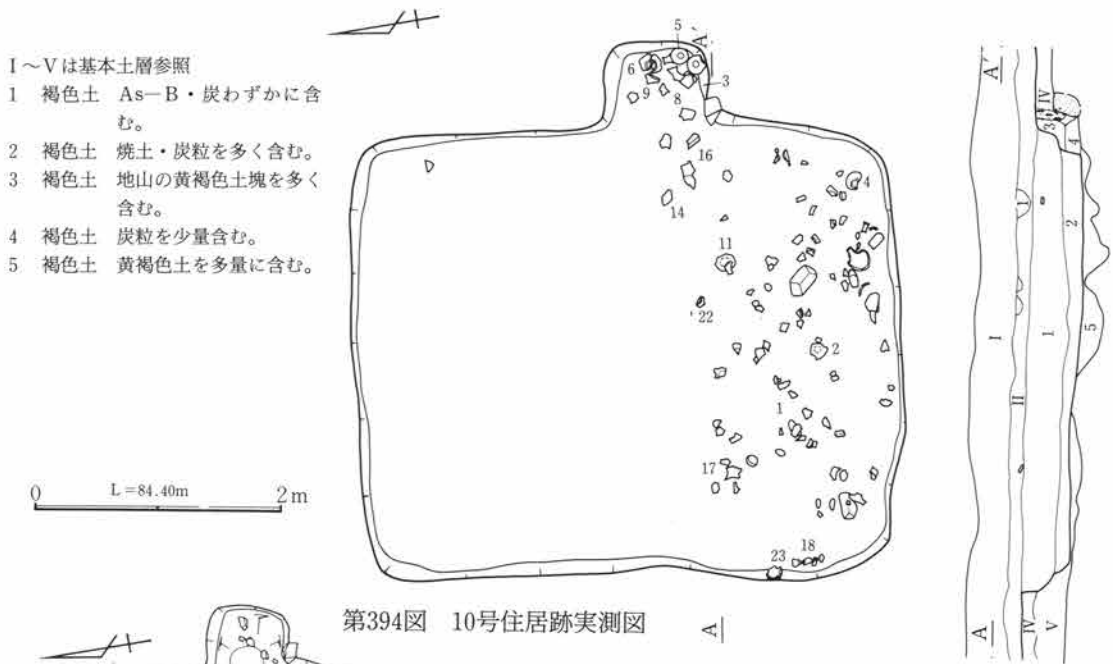 I～Vは基本土層参照
1 褐色土 As－B・炭わずかに含
む。
2 褐色土 焼土・炭粒を多く含む。
3 褐色土 地山の黄褐色土塊を多く
含む。
4 褐色土 炭粒を少量含む。
5 褐色土 黄褐色土を多量に含む。
5
A′
6
3
9
8
16
4
14
11
22
2
1
17
18
23
0 L＝84.40m 2m
A′
IV
3
4
1
2
I
1
5
II
A
IV
V
第394図 10号住居跡実測図
A